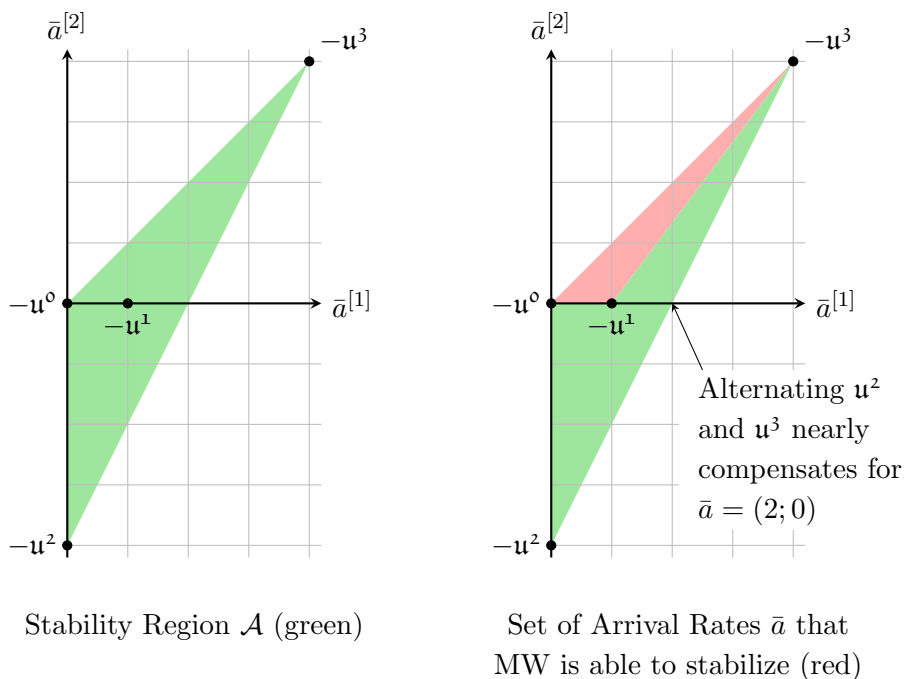 ā^[2]
−𝔲³
−𝔲⁰
−𝔲¹
ā^[1]
−𝔲²
Stability Region 𝒜 (green)
ā^[2]
−𝔲³
−𝔲⁰
−𝔲¹
ā^[1]
Alternating 𝔲²
and 𝔲³ nearly
compensates for
ā = (2; 0)
−𝔲²
Set of Arrival Rates ā that
MW is able to stabilize (red)